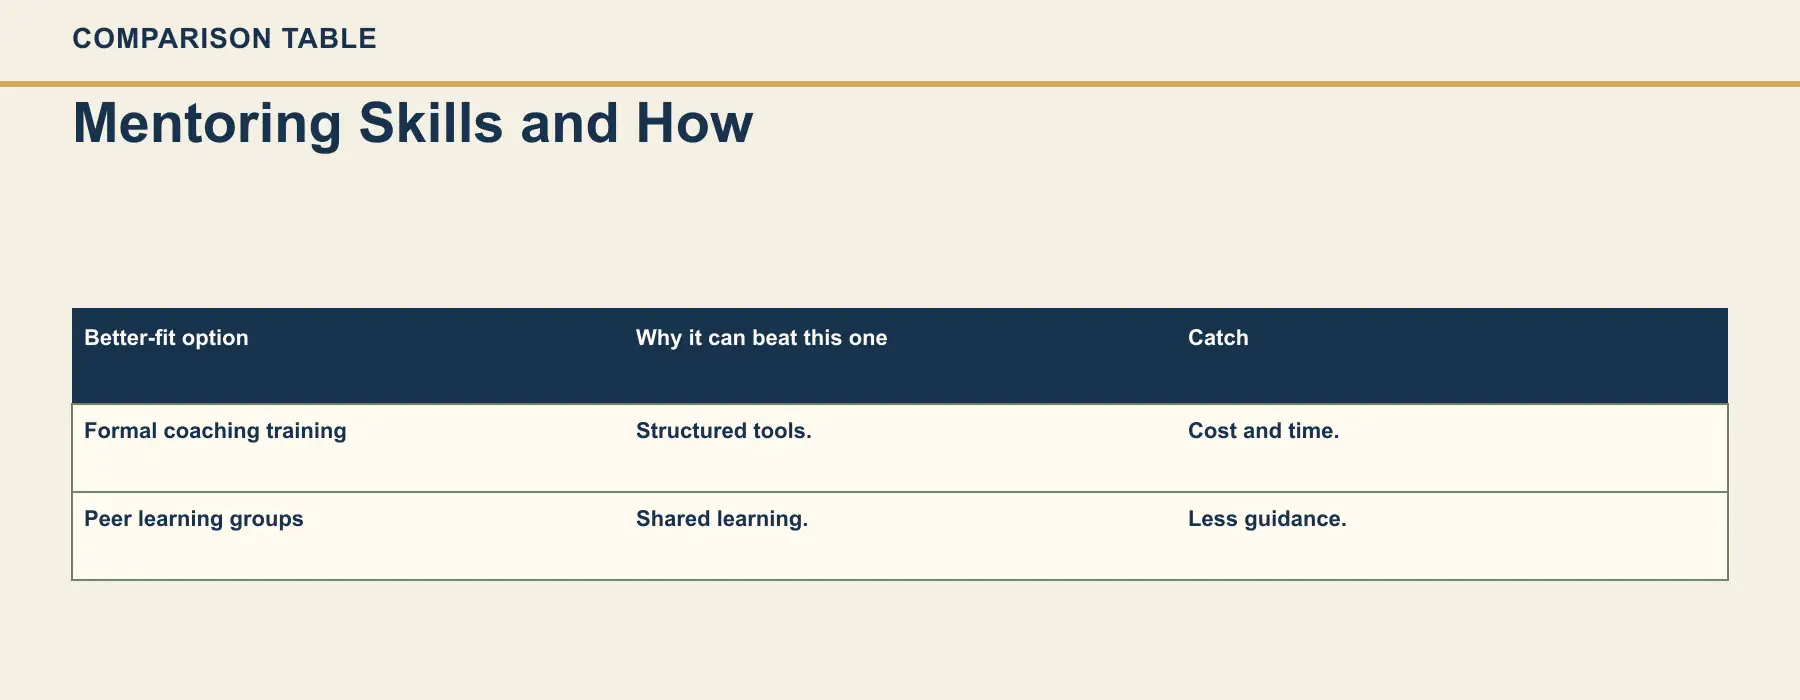 COMPARISON TABLE
Mentoring Skills and How
Better-fit option Why it can beat this one Catch
Formal coaching training Structured tools. Cost and time.
Peer learning groups Shared learning. Less guidance.